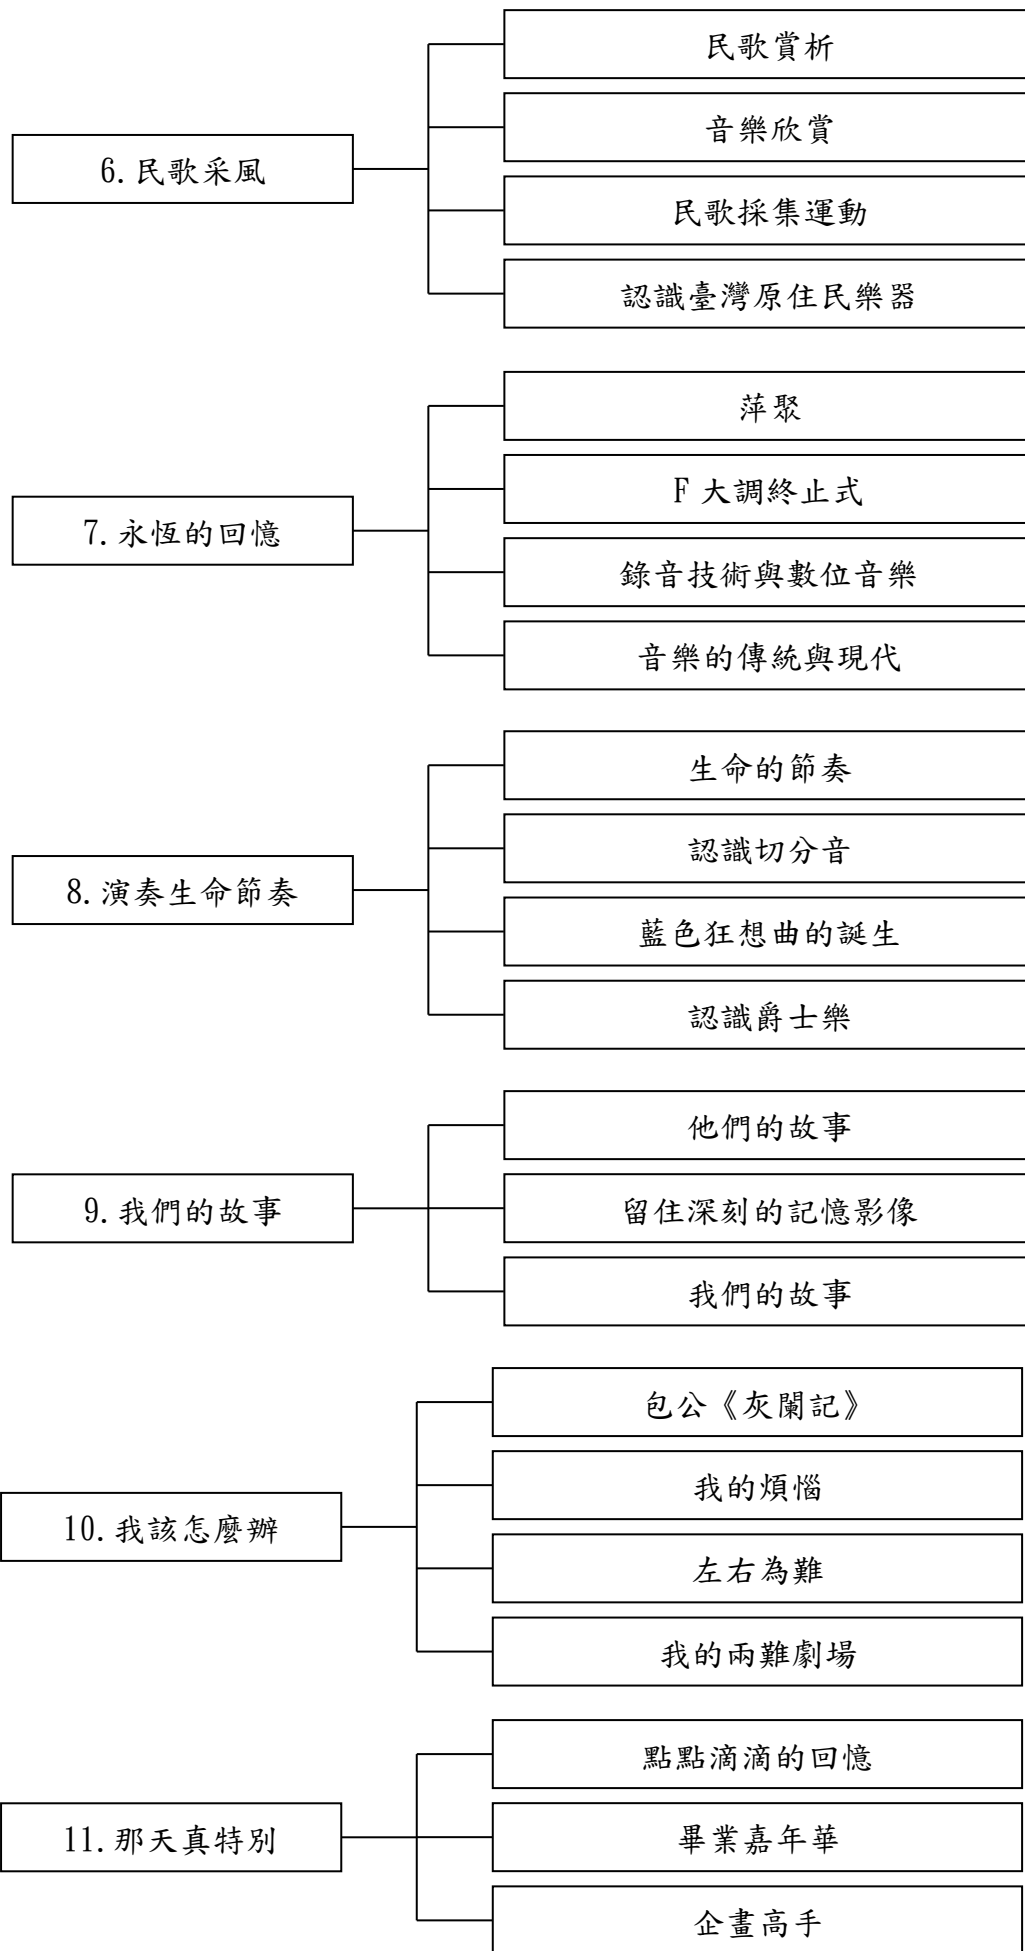 6.民歌采風
民歌賞析
音樂欣賞
民歌採集運動
認識臺灣原住民樂器
7.永恆的回憶
萍聚
F 大調終止式
錄音技術與數位音樂
音樂的傳統與現代
8.演奏生命節奏
生命的節奏
認識切分音
藍色狂想曲的誕生
認識爵士樂
9.我們的故事
他們的故事
留住深刻的記憶影像
我們的故事
10.我該怎麼辦
包公《灰闌記》
我的煩惱
左右為難
我的兩難劇場
11.那天真特別
點點滴滴的回憶
畢業嘉年華
企畫高手